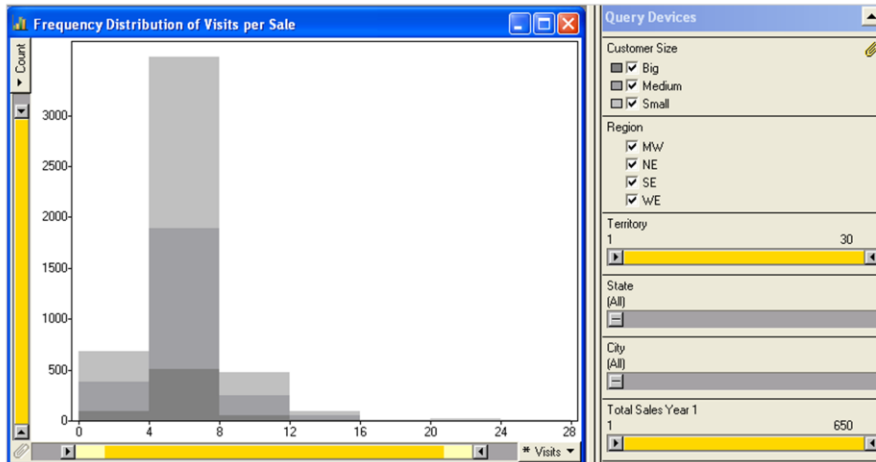 Frequency Distribution of Visits per Sale
Count
3000
2500
2000
1500
1000
500
0
0 4 8 12 16 20 24 28
* Visits
Query Devices
Customer Size
Big
Medium
Small
Region
MW
NE
SE
WE
Territory
1 30
State
(All)
City
(All)
Total Sales Year 1
1 650